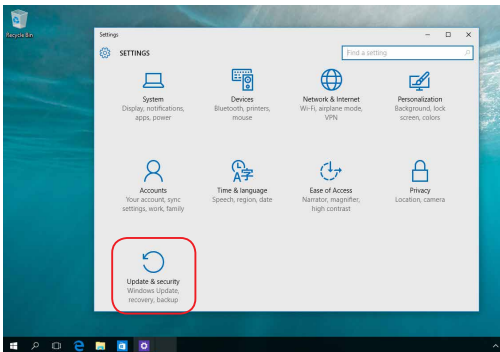 Recycle Bin
Settings
SETTINGS
Find a setting
System
Display, notifications,
apps, power
Devices
Bluetooth, printers,
mouse
Network & Internet
Wi-Fi, airplane mode,
VPN
Personalization
Background, lock
screen, colors
Accounts
Your account, sync
settings, work, family
Time & language
Speech, region, date
Ease of Access
Narrator, magnifier,
high contrast
Privacy
Location, camera
Update & security
Windows Update,
recovery, backup